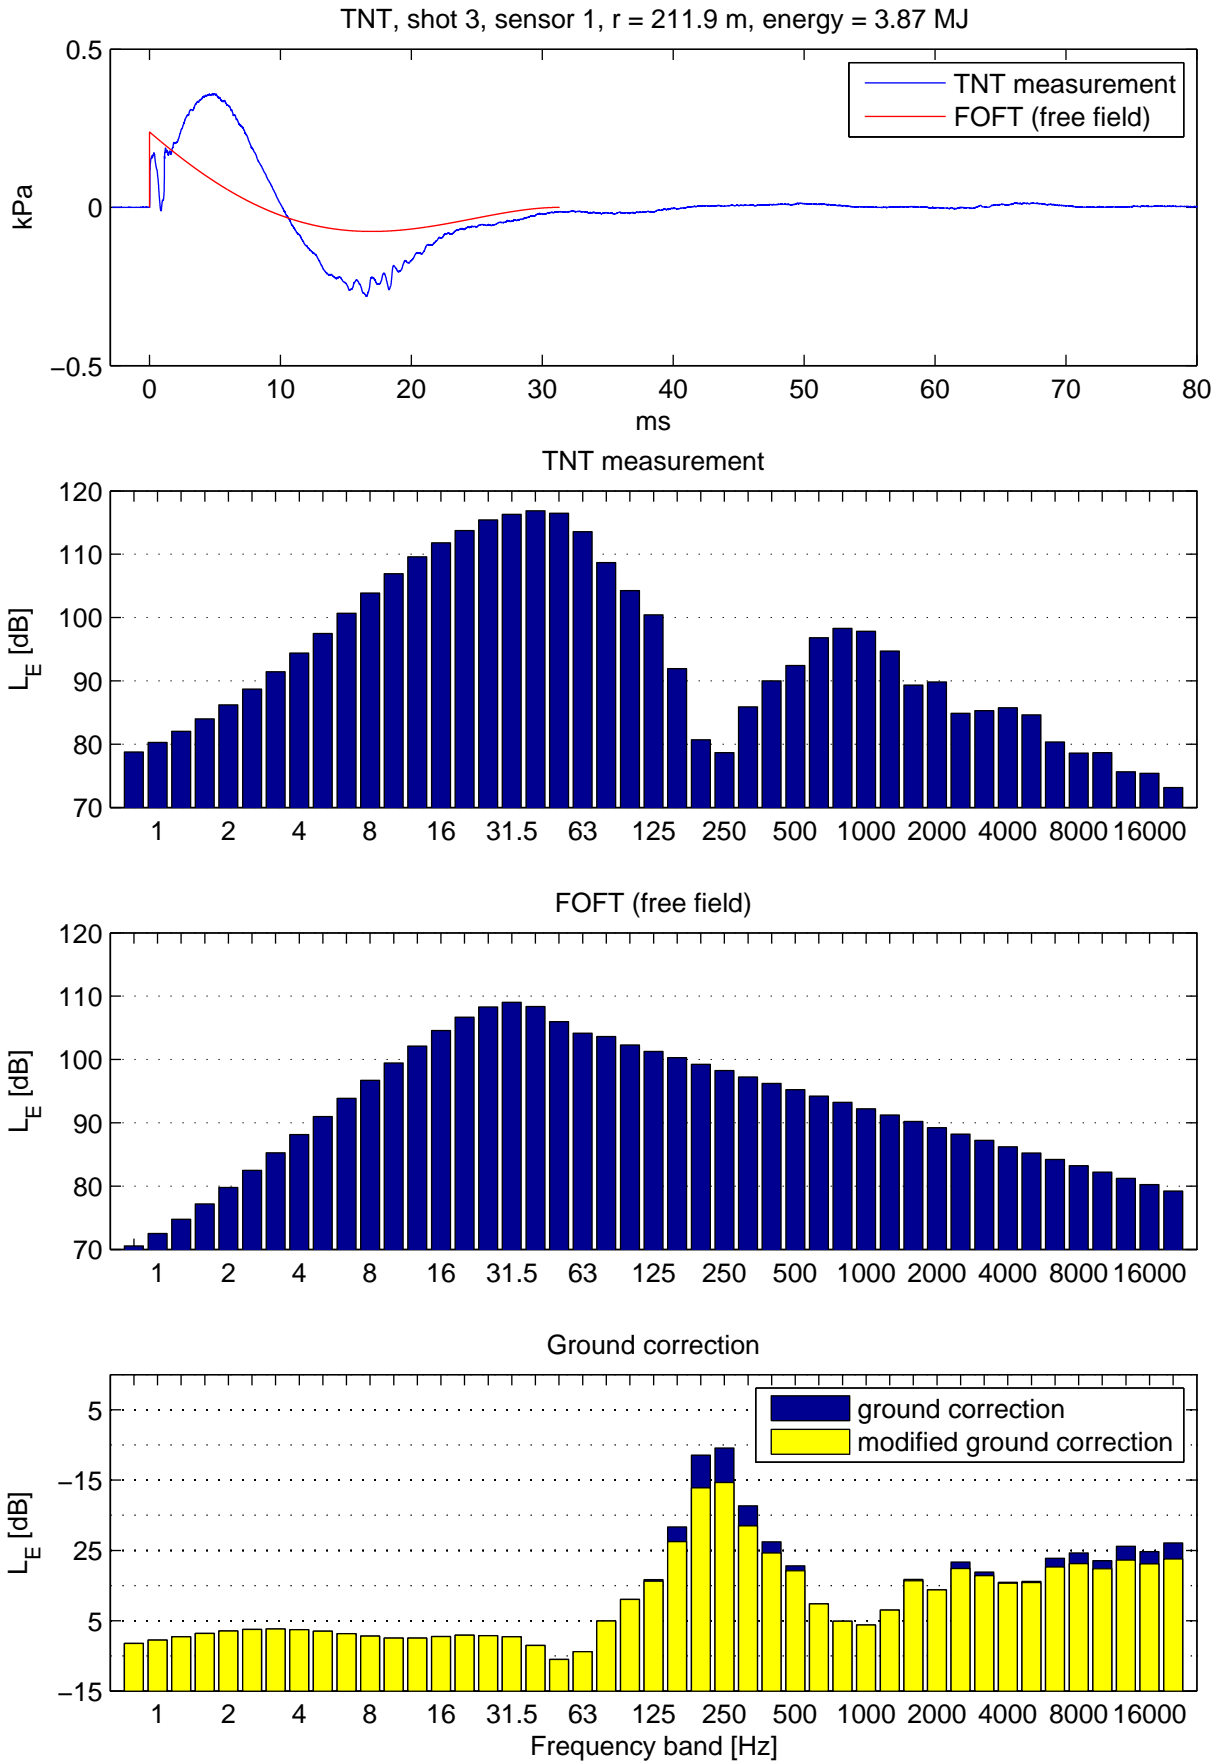 TNT, shot 3, sensor 1, r = 211.9 m, energy = 3.87 MJ
0.5
0
−0.5
kPa
TNT measurement
FOFT (free field)
0 10 20 30 40 50 60 70 80
ms
TNT measurement
120
110
100
90
80
70
L_E [dB]
1 2 4 8 16 31.5 63 125 250 500 1000 2000 4000 8000 16000
FOFT (free field)
120
110
100
90
80
70
L_E [dB]
1 2 4 8 16 31.5 63 125 250 500 1000 2000 4000 8000 16000
Ground correction
5
−15
25
5
−15
L_E [dB]
ground correction
modified ground correction
1 2 4 8 16 31.5 63 125 250 500 1000 2000 4000 8000 16000
Frequency band [Hz]